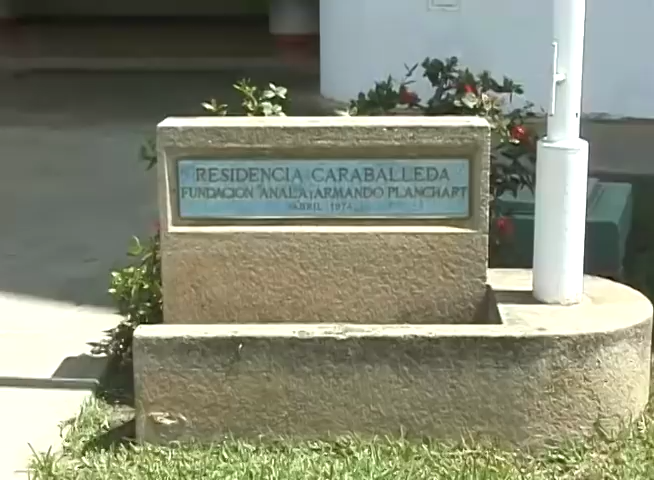 RESIDENCIA CARABALLEDA
FUNDACION "ANALA y ARMANDO PLANCHART"
ABRIL 1974